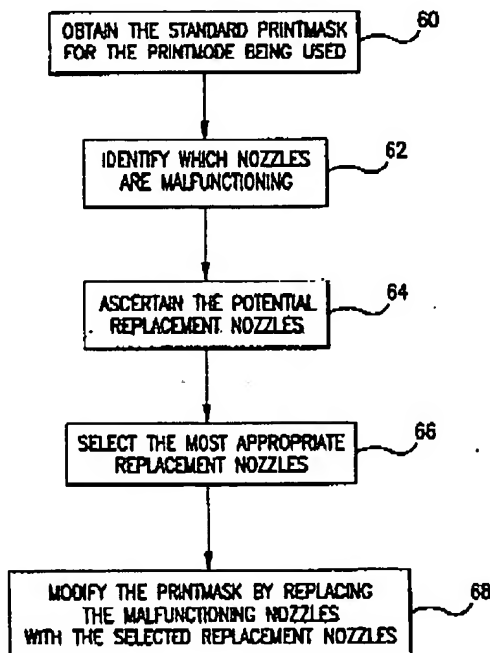 OBTAIN THE STANDARD PRINTMASK
FOR THE PRINTMODE BEING USED
60
IDENTIFY WHICH NOZZLES
ARE MALFUNCTIONING
62
ASCERTAIN THE POTENTIAL
REPLACEMENT NOZZLES
64
SELECT THE MOST APPROPRIATE
REPLACEMENT NOZZLES
66
MODIFY THE PRINTMASK BY REPLACING
THE MALFUNCTIONING NOZZLES
WITH THE SELECTED REPLACEMENT NOZZLES
68